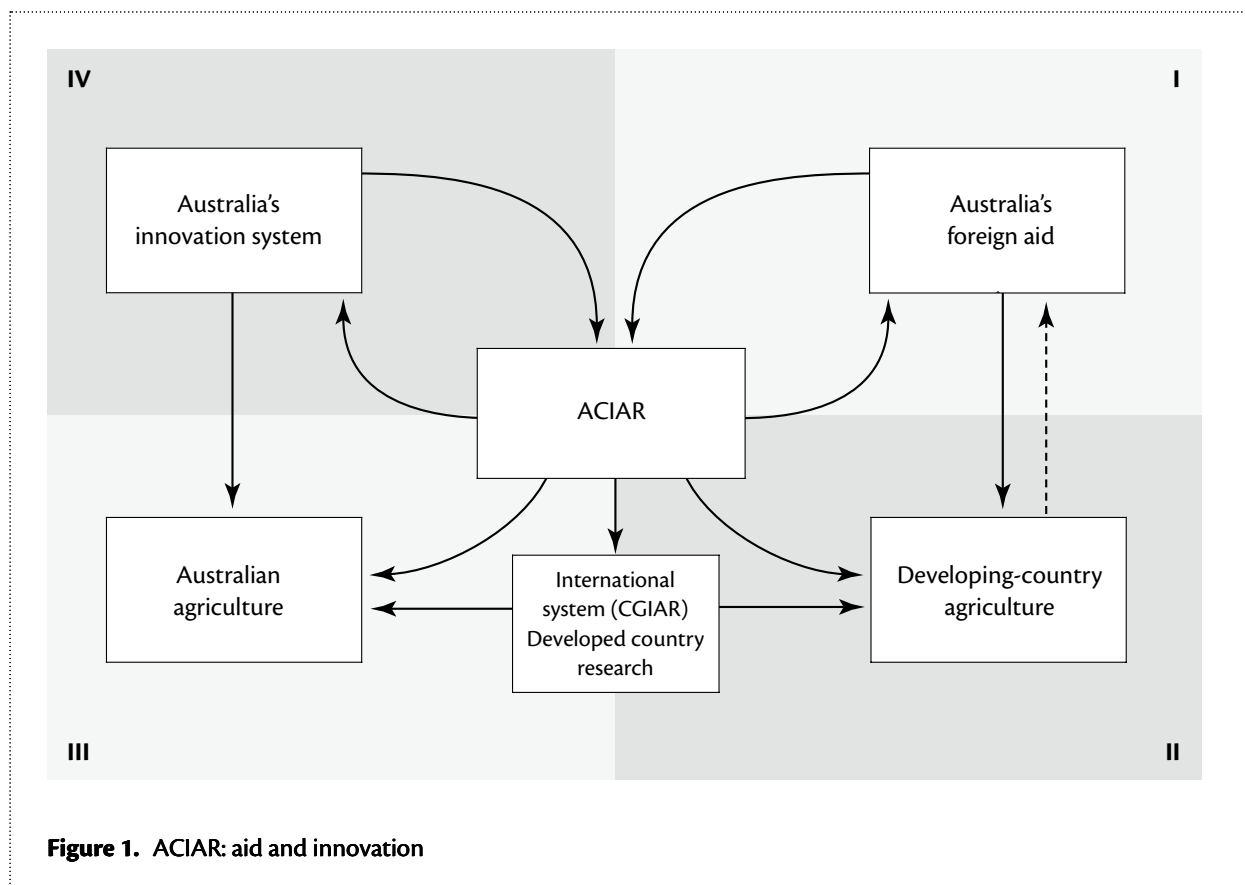 IV
I
Australia’s
innovation system
Australia’s
foreign aid
ACIAR
Australian
agriculture
International
system (CGIAR)
Developed country
research
Developing-country
agriculture
III
II
Figure 1. ACIAR: aid and innovation